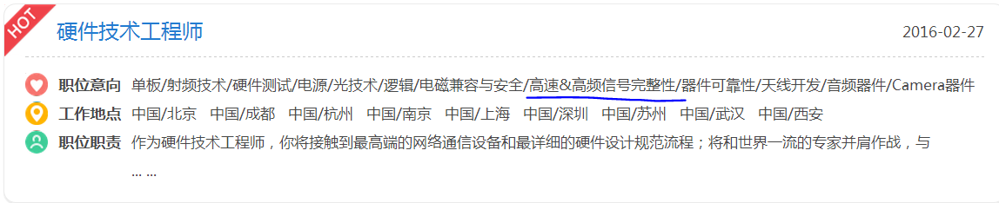 HOT
硬件技术工程师 2016-02-27
职位意向 单板/射频技术/硬件测试/电源/光技术/逻辑/电磁兼容与安全/高速&高频信号完整性/器件可靠性/天线开发/音频器件/Camera器件
工作地点 中国/北京 中国/成都 中国/杭州 中国/南京 中国/上海 中国/深圳 中国/苏州 中国/武汉 中国/西安
职位职责 作为硬件技术工程师，你将接触到最高端的网络通信设备和最详细的硬件设计规范流程；将和世界一流的专家并肩作战，与
... ...